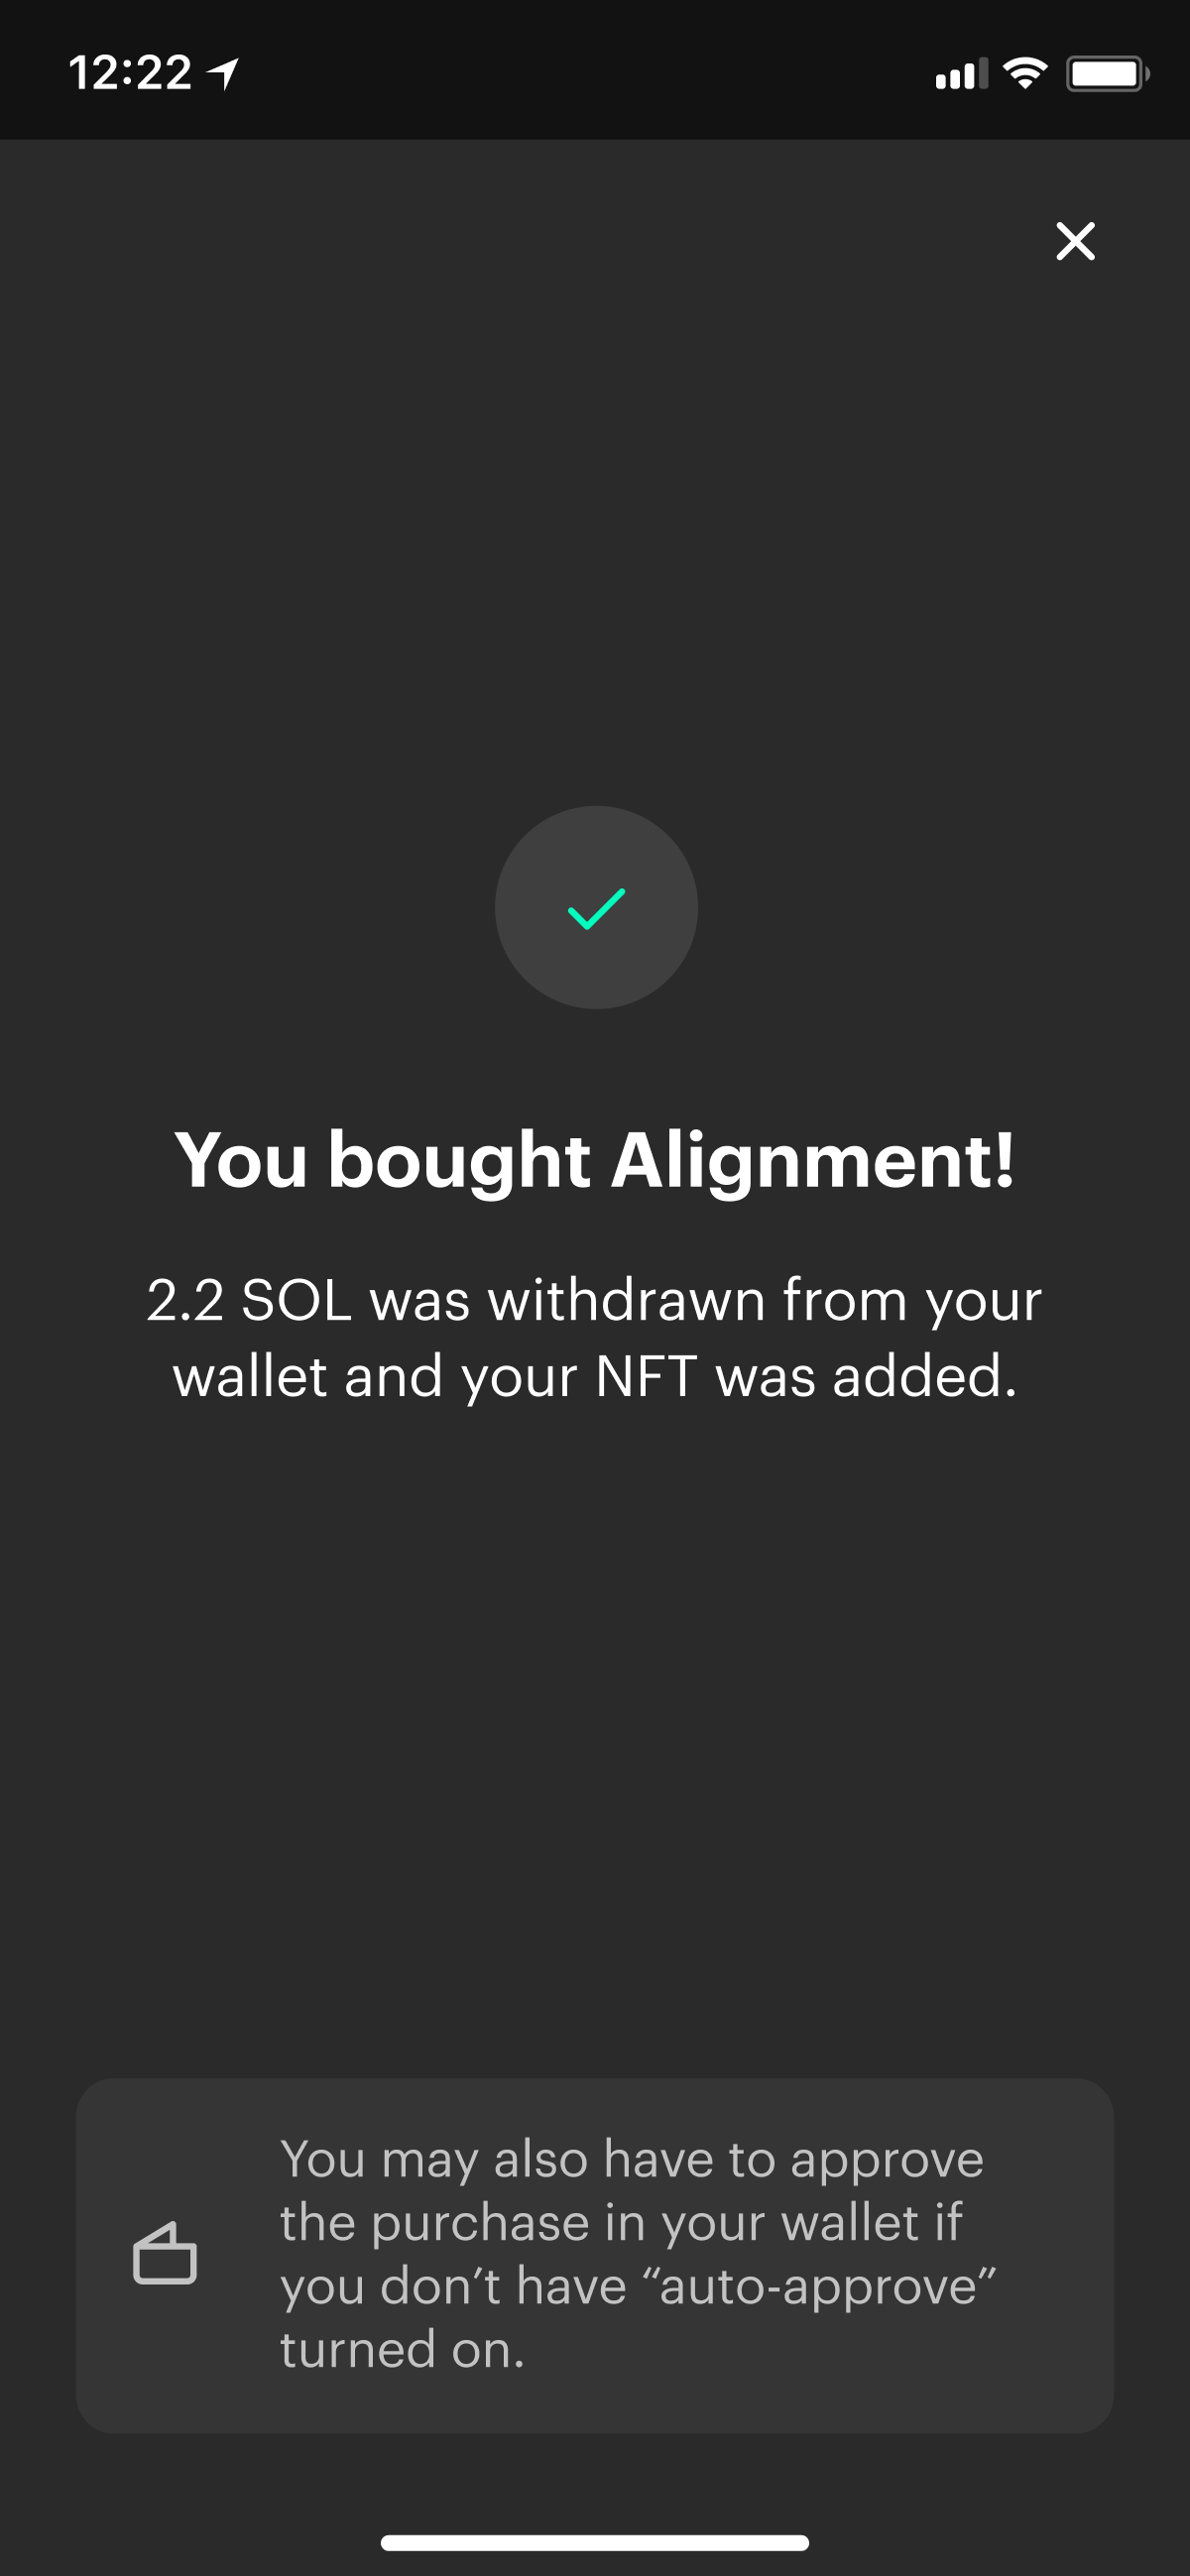 12:22
You bought Alignment!
2.2 SOL was withdrawn from your
wallet and your NFT was added.
You may also have to approve
the purchase in your wallet if
you don’t have “auto-approve”
turned on.